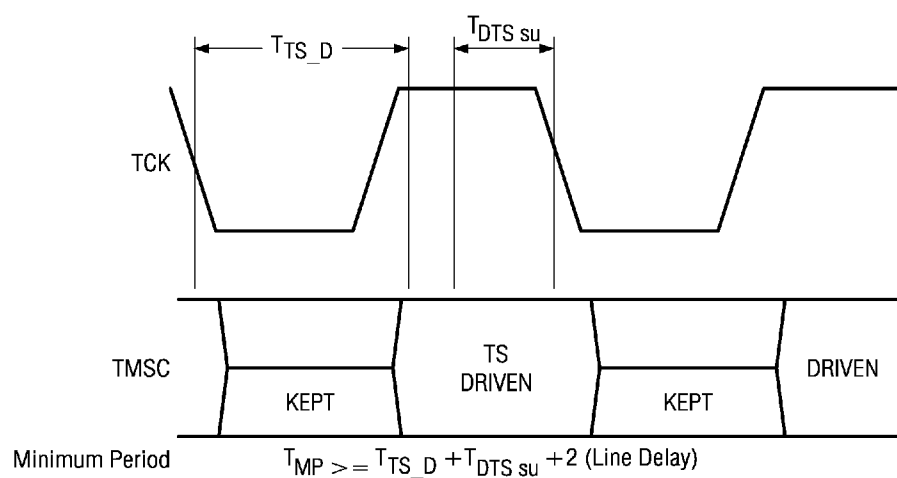 T_TS_D
T_DTS su
TCK
TMSC
KEPT
TS
DRIVEN
KEPT
DRIVEN
Minimum Period
T_MP >= T_TS_D + T_DTS su + 2 (Line Delay)